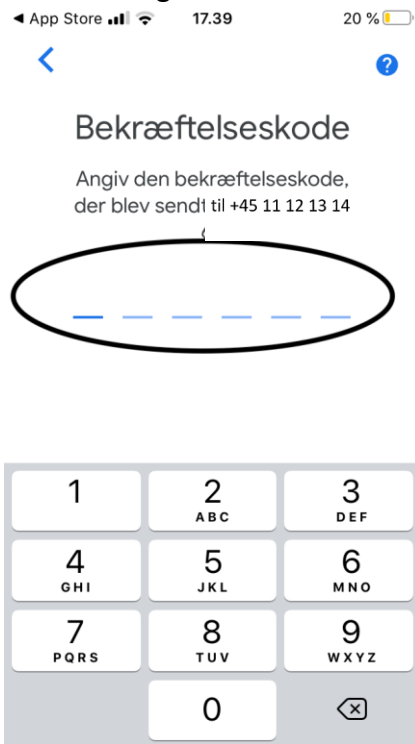 App Store 17.39 20 %
?
Bekræftelseskode
Angiv den bekræftelseskode,
der blev sendt til +45 11 12 13 14
1 2 3
ABC DEF
4 5 6
GHI JKL MNO
7 8 9
PQRS TUV WXYZ
0